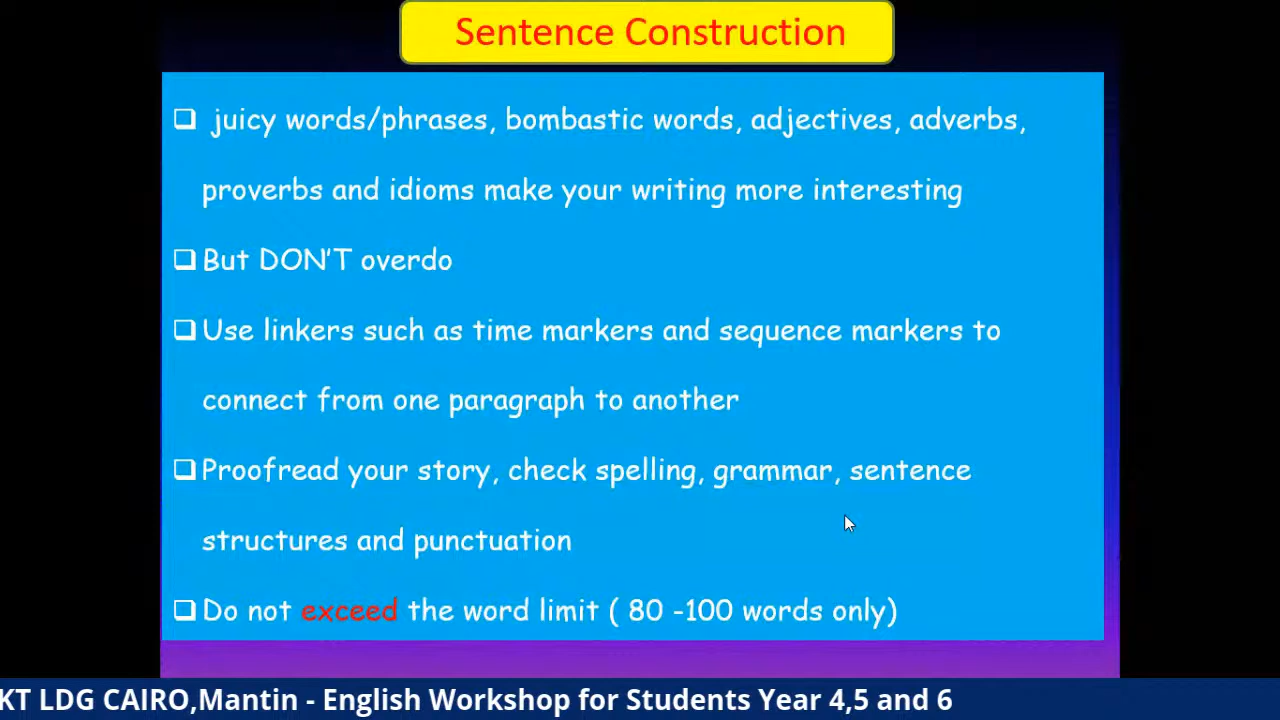 Sentence Construction
juicy words/phrases, bombastic words, adjectives, adverbs,
proverbs and idioms make your writing more interesting
But DON'T overdo
Use linkers such as time markers and sequence markers to
connect from one paragraph to another
Proofread your story, check spelling, grammar, sentence
structures and punctuation
Do not exceed the word limit ( 80 -100 words only)
KT LDG CAIRO,Mantin - English Workshop for Students Year 4,5 and 6